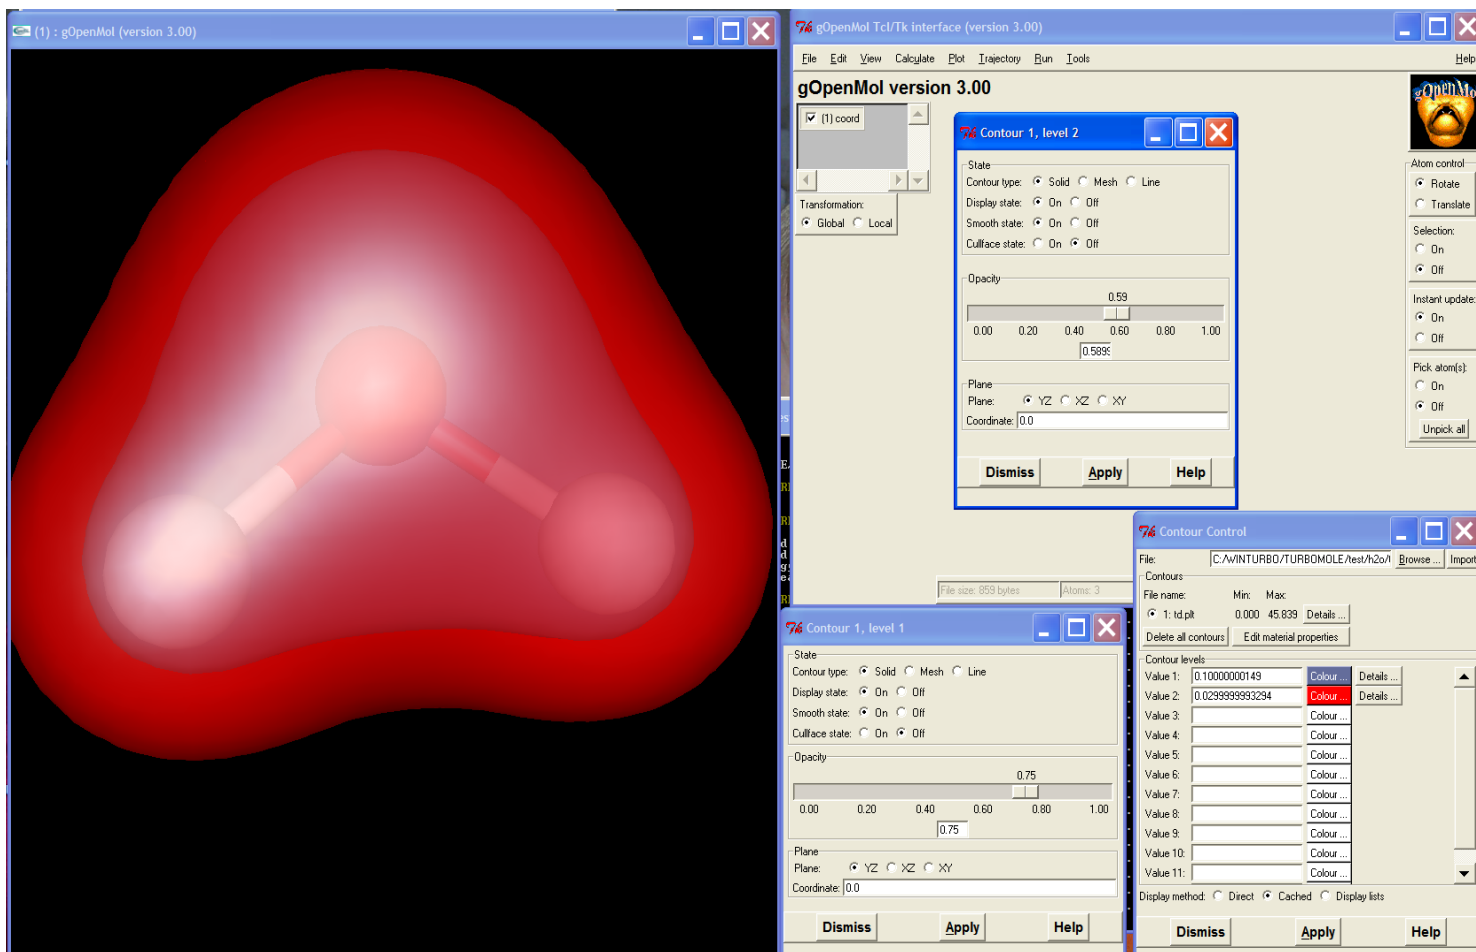 (1) : gOpenMol (version 3.00)
gOpenMol Tcl/Tk interface (version 3.00)
File Edit View Calculate Plot Trajectory Run Tools Help
gOpenMol version 3.00
(1) coord
Transformation:
Global Local
gOpenMol
Atom control
Rotate
Translate
Selection:
On
Off
Instant update:
On
Off
Pick atom(s):
On
Off
Unpick all
File size: 859 bytes Atoms: 3
Contour 1, level 2
State
Contour type: Solid Mesh Line
Display state: On Off
Smooth state: On Off
Cullface state: On Off
Opacity
0.59
0.00 0.20 0.40 0.60 0.80 1.00
0.5899
Plane
Plane: YZ XZ XY
Coordinate: 0.0
Dismiss Apply Help
Contour 1, level 1
State
Contour type: Solid Mesh Line
Display state: On Off
Smooth state: On Off
Cullface state: On Off
Opacity
0.75
0.00 0.20 0.40 0.60 0.80 1.00
0.75
Plane
Plane: YZ XZ XY
Coordinate: 0.0
Dismiss Apply Help
Contour Control
File: C:/WINTURBO/TURBOMOLE/test/h2o/ Browse ... Import
Contours
File name: Min: Max:
1: td.plt 0.000 45.839 Details ...
Delete all contours Edit material properties
Contour levels
Value 1: 0.10000000149 Colour ... Details ...
Value 2: 0.0299999993294 Colour ... Details ...
Value 3: Colour ...
Value 4: Colour ...
Value 5: Colour ...
Value 6: Colour ...
Value 7: Colour ...
Value 8: Colour ...
Value 9: Colour ...
Value 10: Colour ...
Value 11: Colour ...
Display method: Direct Cached Display lists
Dismiss Apply Help